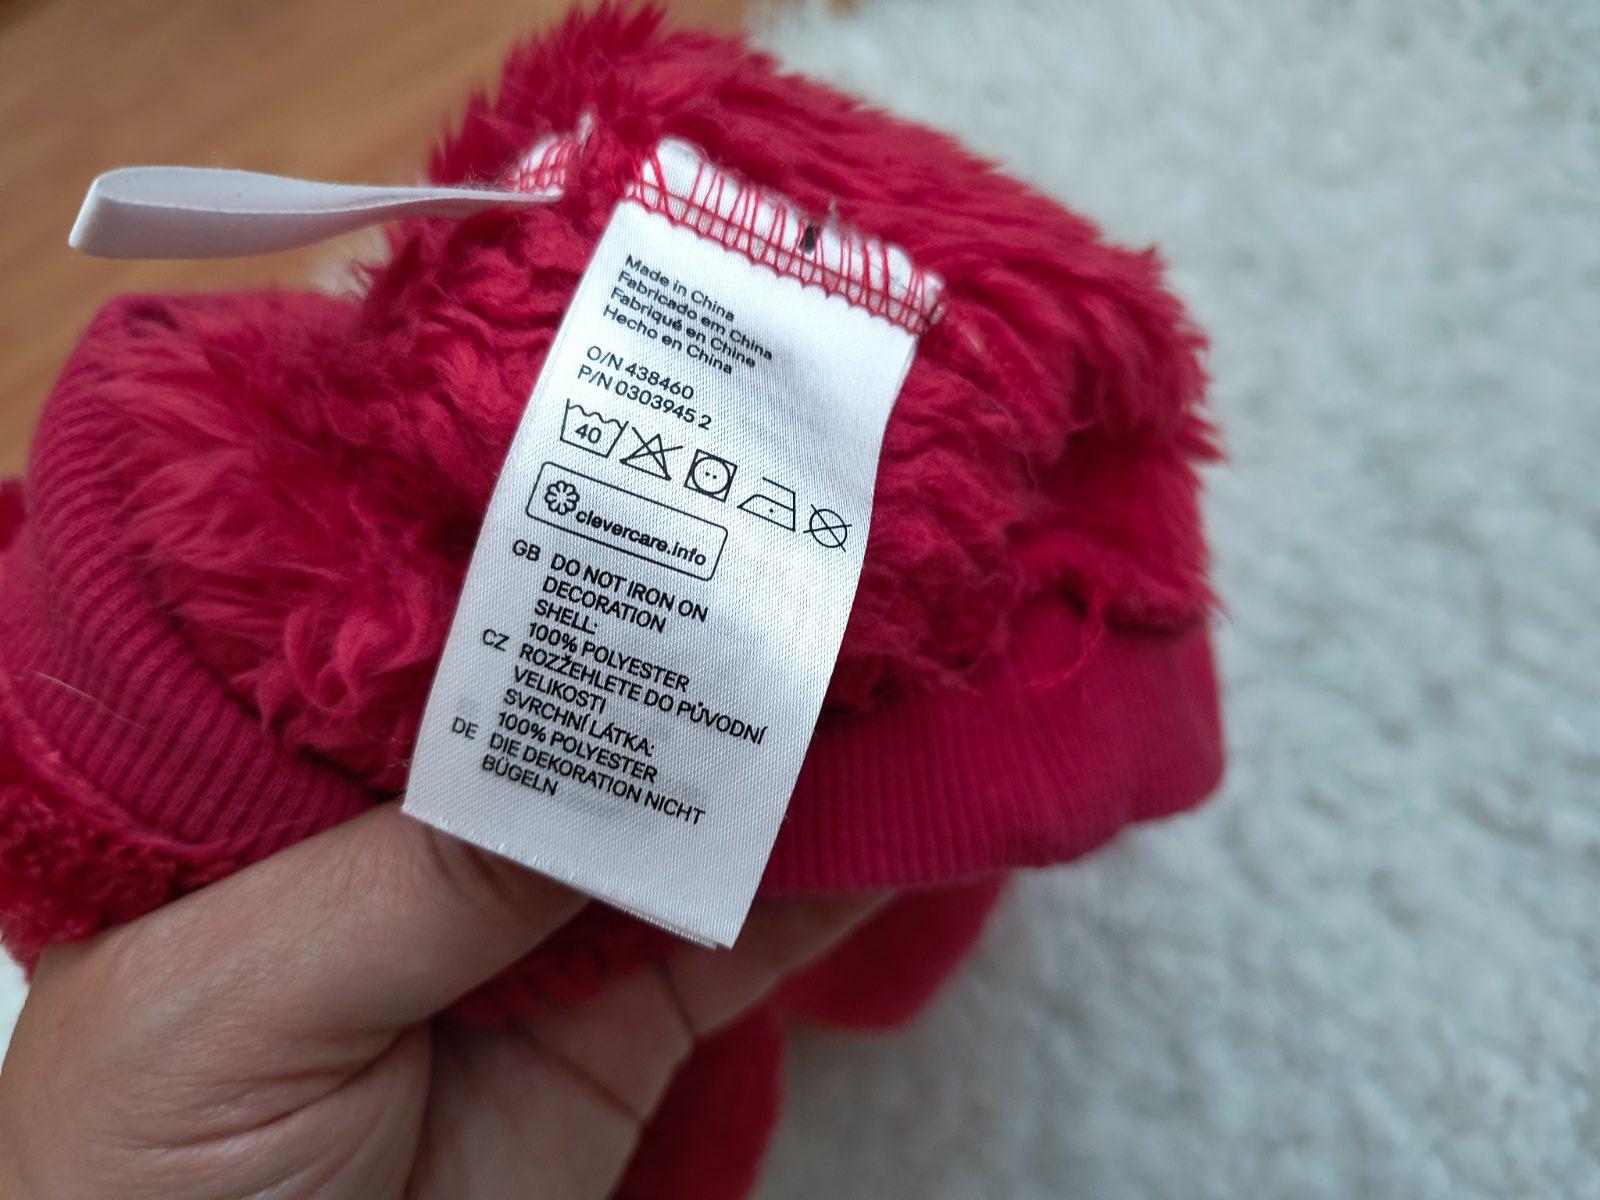 Made in China
Fabricado em China
Fabriqué en Chine
Hecho en China
O/N 438460
P/N 0303945 2
40
clevercare.info
GB DO NOT IRON ON
DECORATION
SHELL:
100% POLYESTER
CZ ROZŽEHLETE DO PŮVODNÍ
VELIKOSTI
SVRCHNÍ LÁTKA:
100% POLYESTER
DE DIE DEKORATION NICHT
BÜGELN